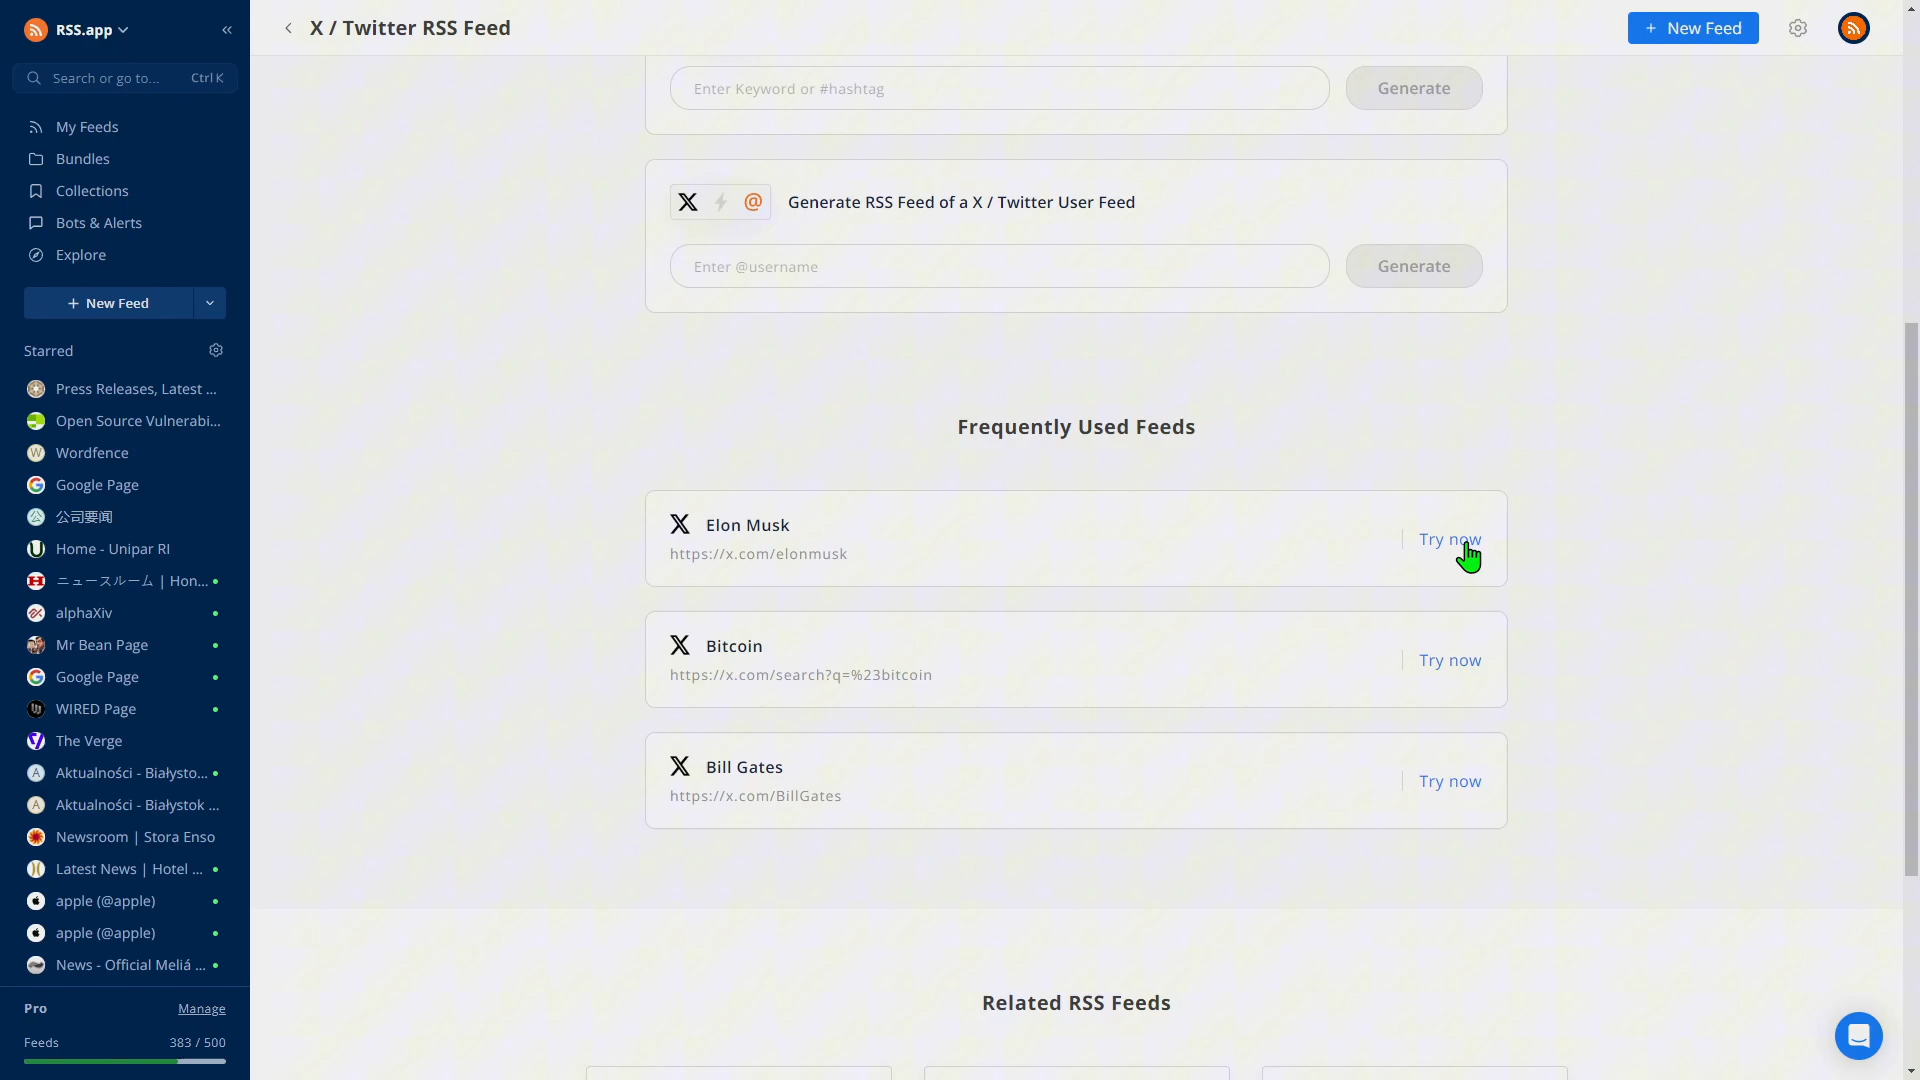 RSS.app
Search or go to...
Ctrl K
My Feeds
Bundles
Collections
Bots & Alerts
Explore
+ New Feed
Starred
Press Releases, Latest ...
Open Source Vulnerabi...
W Wordfence
Google Page
公 公司要闻
Home - Unipar RI
ニュースルーム | Hon...
alphaXiv
Mr Bean Page
Google Page
WIRED Page
The Verge
A Aktualności - Białysto...
A Aktualności - Białystok ...
Newsroom | Stora Enso
Latest News | Hotel ...
apple (@apple)
apple (@apple)
News - Official Meliá ...
Pro
Manage
Feeds
383 / 500
X / Twitter RSS Feed
+ New Feed
Enter Keyword or #hashtag
Generate
X @ Generate RSS Feed of a X / Twitter User Feed
Enter @username
Generate
Frequently Used Feeds
X Elon Musk
https://x.com/elonmusk
Try now
X Bitcoin
https://x.com/search?q=%23bitcoin
Try now
X Bill Gates
https://x.com/BillGates
Try now
Related RSS Feeds